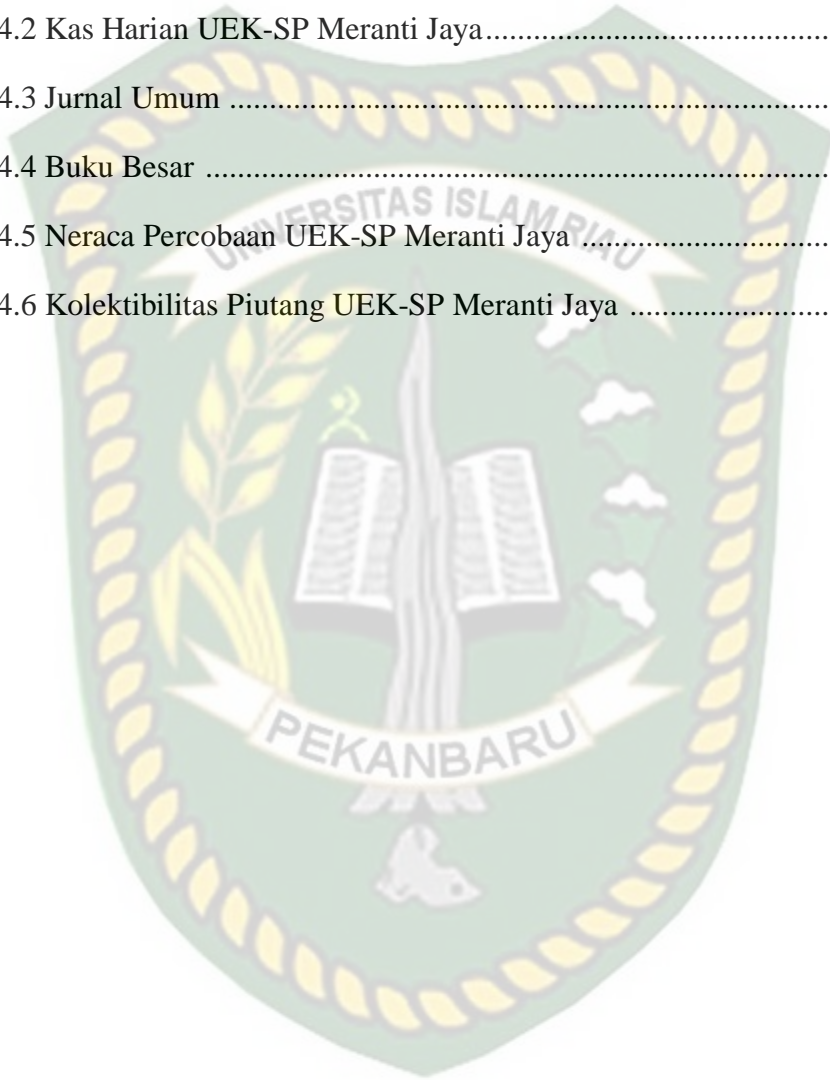 4.2 Kas Harian UEK-SP Meranti Jaya..........................................
4.3 Jurnal Umum ..........................................................................
4.4 Buku Besar .............................................................................
UNIVERSITAS ISLAM RIAU
4.5 Neraca Percobaan UEK-SP Meranti Jaya ...............................
4.6 Kolektibilitas Piutang UEK-SP Meranti Jaya .........................
PEKANBARU